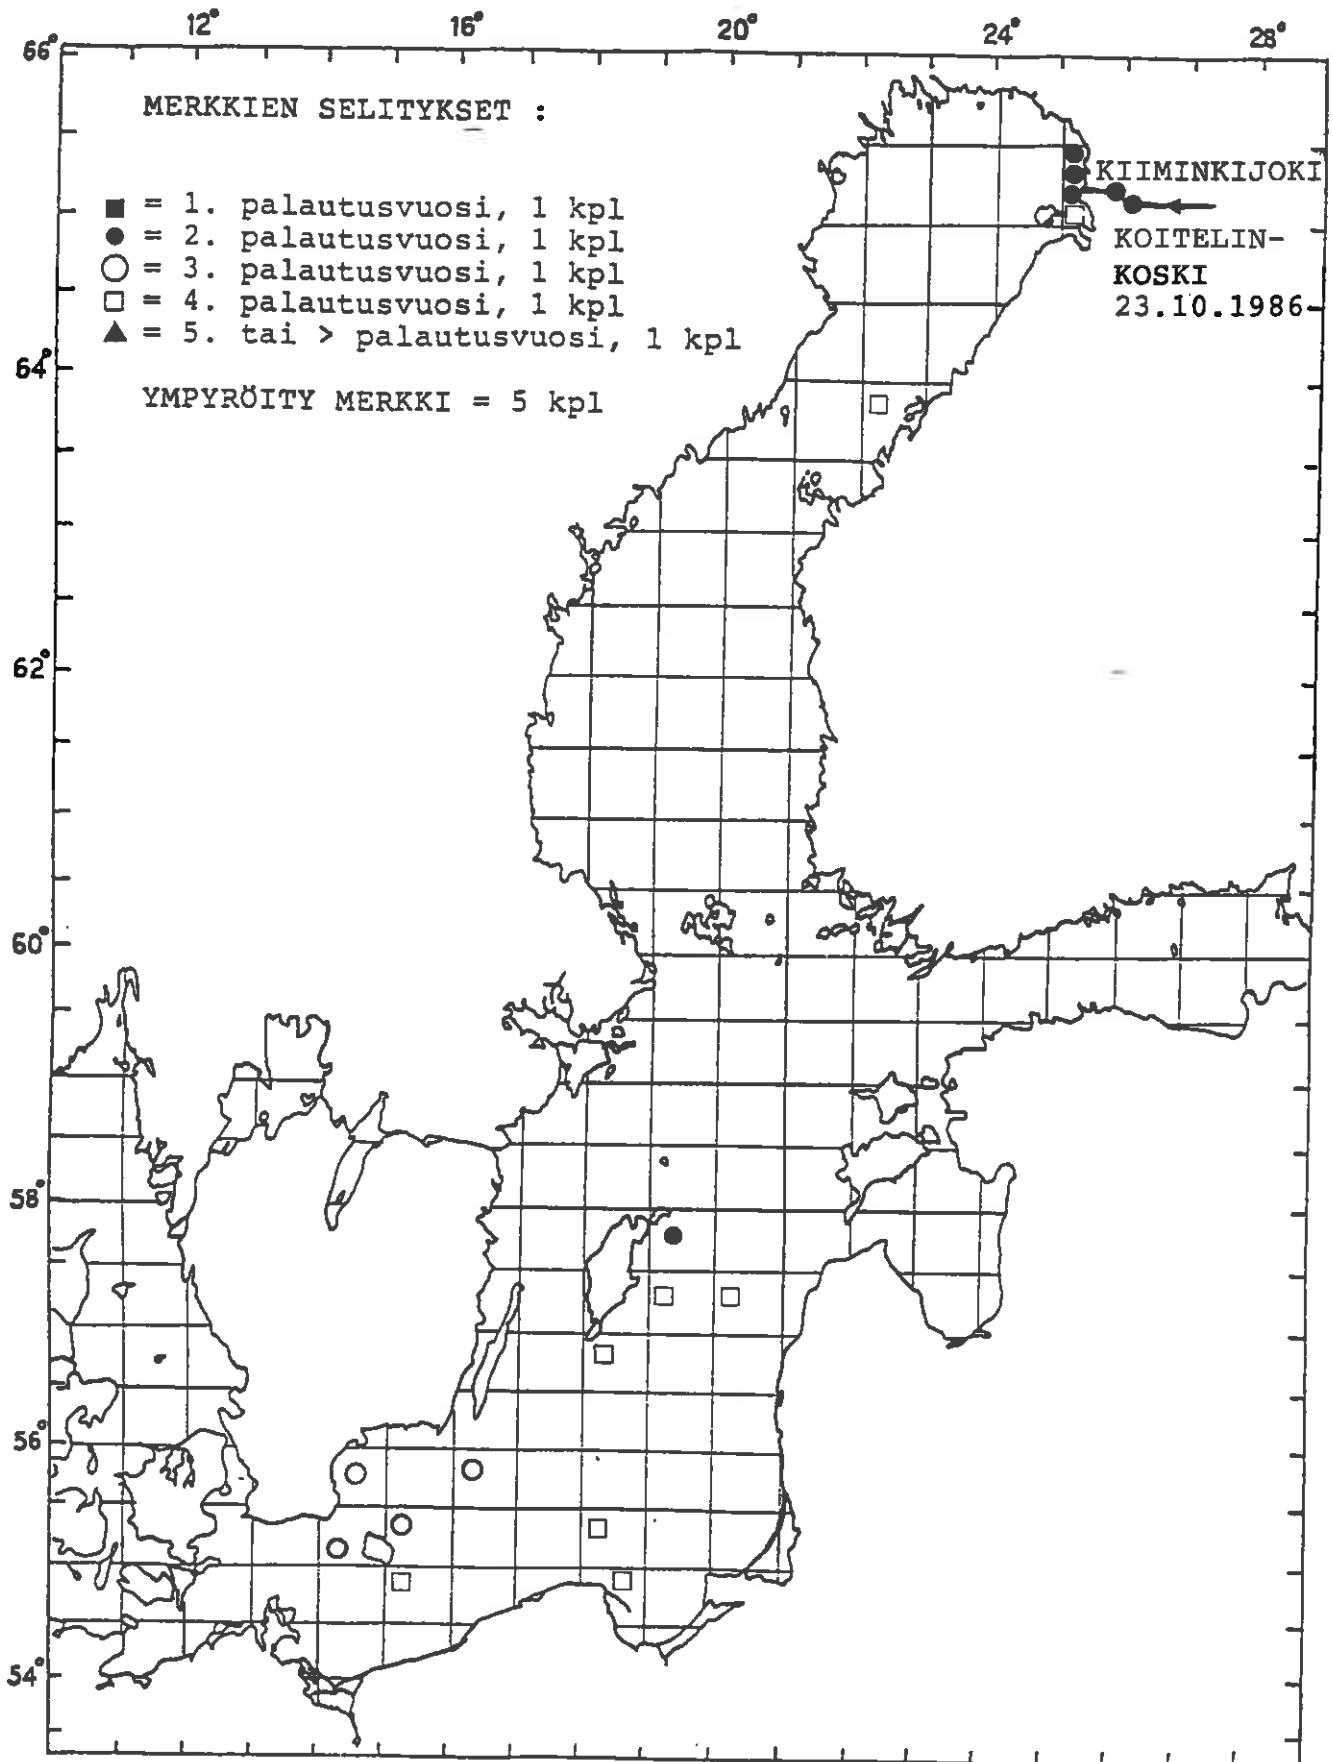 12° 16° 20° 24° 28°
66°
MERKKIEN SELITYKSET :
■ = 1. palautusvuosi, 1 kpl
● = 2. palautusvuosi, 1 kpl
○ = 3. palautusvuosi, 1 kpl
□ = 4. palautusvuosi, 1 kpl
▲ = 5. tai > palautusvuosi, 1 kpl
YMPYRÖITY MERKKI = 5 kpl
KIIMINKIJOKI
KOITELIN-
KOSKI
23.10.1986
64°
62°
60°
58°
56°
54°